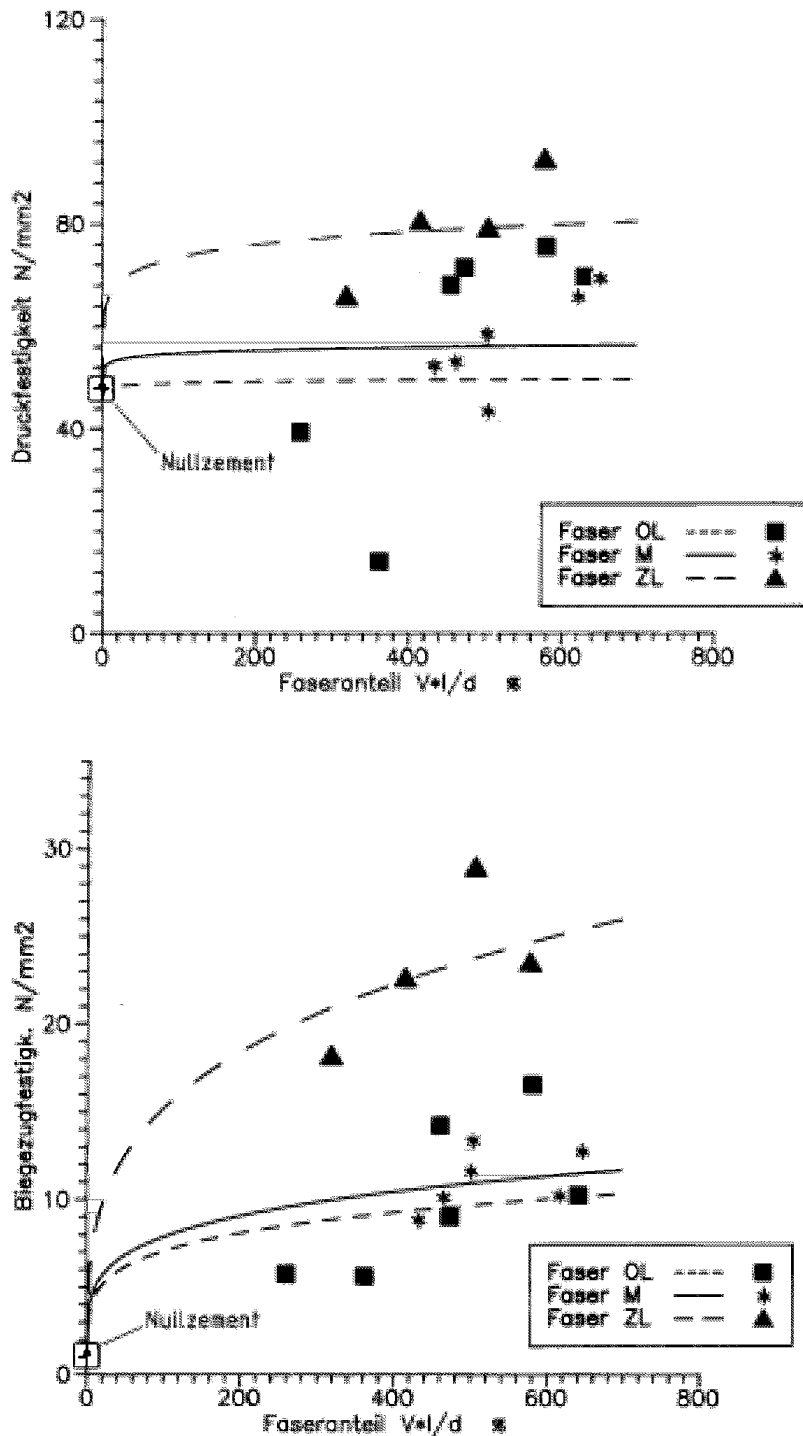 120
80
40
0
Druckfestigkeit N/mm2
Nullzement
Faser OL
Faser M
Faser ZL
0 200 400 600 800
Faseranteil V*l/d %
30
20
10
0
Biegezugfestigk. N/mm2
Nullzement
Faser OL
Faser M
Faser ZL
0 200 400 600 800
Faseranteil V*l/d %